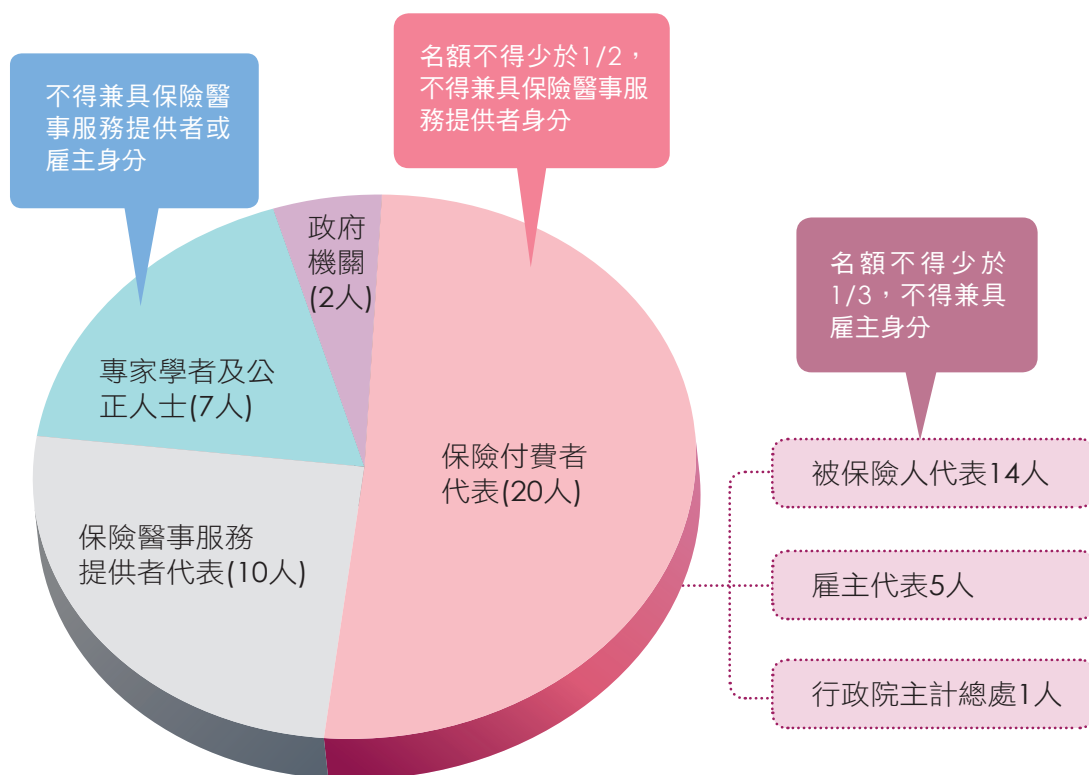 名額不得少於1/2，
不得兼具保險醫事服
務提供者身分
不得兼具保險醫
事服務提供者或
雇主身分
政府
機關
(2人)
名額不得少於
1/3，不得兼具
雇主身分
專家學者及公
正人士(7人)
保險付費者
代表(20人)
被保險人代表14人
保險醫事服務
提供者代表(10人)
雇主代表5人
行政院主計總處1人